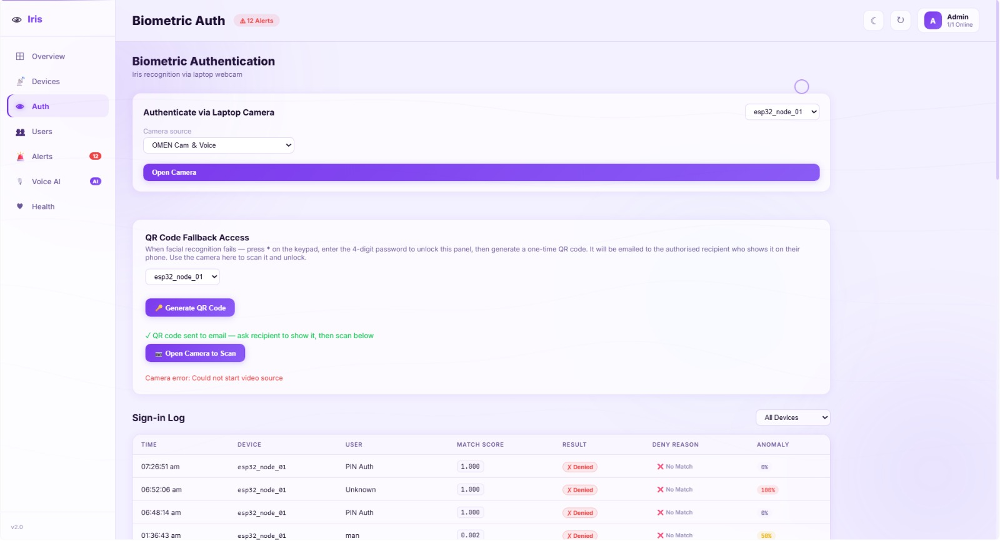 Iris
Biometric Auth
⚠ 12 Alerts
A
Admin
1/1 Online
Overview
Devices
Auth
Users
Alerts
12
Voice AI
AI
Health
v2.0
Biometric Authentication
Iris recognition via laptop webcam
Authenticate via Laptop Camera
esp32_node_01
Camera source
OMEN Cam & Voice
Open Camera
QR Code Fallback Access
When facial recognition fails — press * on the keypad, enter the 4-digit password to unlock this panel, then generate a one-time QR code. It will be emailed to the authorised recipient who shows it on their
phone. Use the camera here to scan it and unlock.
esp32_node_01
🔑 Generate QR Code
✓ QR code sent to email — ask recipient to show it, then scan below
📷 Open Camera to Scan
Camera error: Could not start video source
Sign-in Log
All Devices
TIME DEVICE USER MATCH SCORE RESULT DENY REASON ANOMALY
07:26:51 am esp32_node_01 PIN Auth 1.000 ✗ Denied ❌ No Match 0%
06:52:06 am esp32_node_01 Unknown 1.000 ✗ Denied ❌ No Match 100%
06:48:14 am esp32_node_01 PIN Auth 1.000 ✗ Denied ❌ No Match 0%
01:36:43 am esp32_node_01 man 0.002 ✗ Denied ❌ No Match 50%